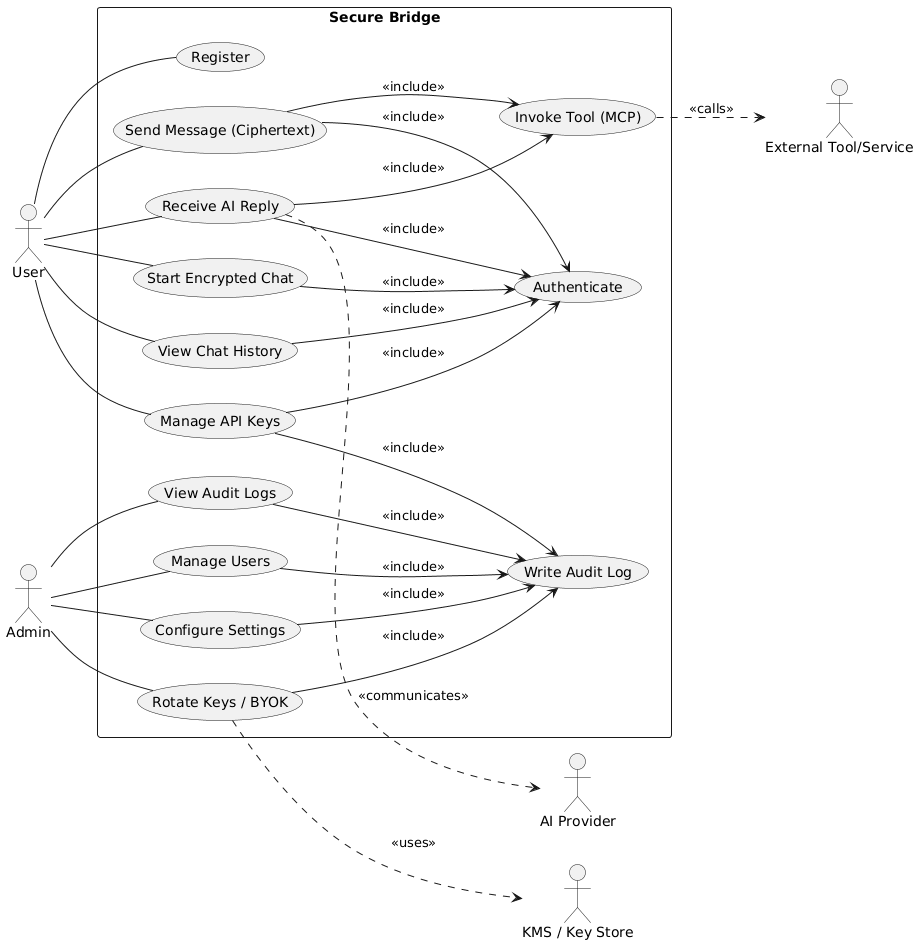 Secure Bridge
Register
«include»
Send Message (Ciphertext)
«include»
Invoke Tool (MCP)
«calls»
External Tool/Service
«include»
Receive AI Reply
«include»
User
Start Encrypted Chat
«include»
Authenticate
«include»
View Chat History
«include»
Manage API Keys
«include»
View Audit Logs
«include»
Manage Users
«include»
Write Audit Log
«include»
Admin
Configure Settings
«include»
Rotate Keys / BYOK
«communicates»
AI Provider
«uses»
KMS / Key Store